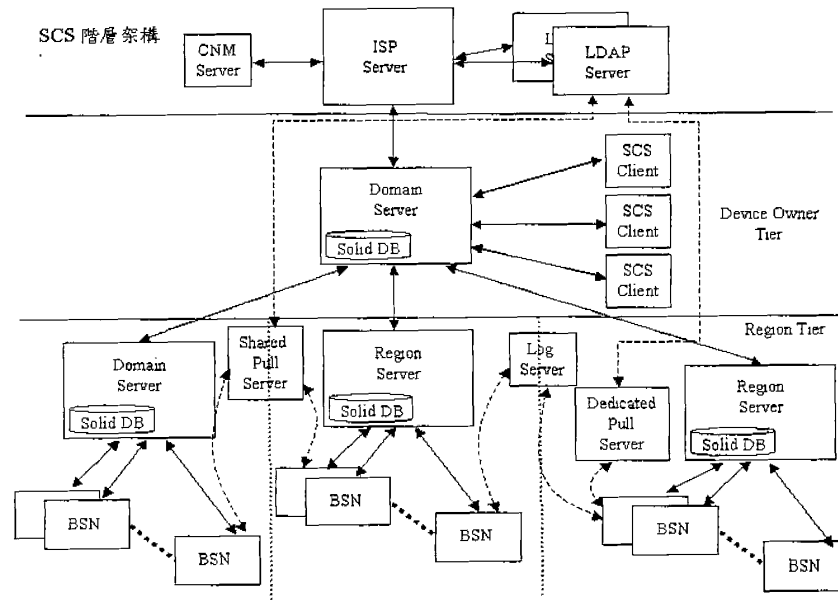 SCS 階層架構
CNM
Server
ISP
Server
L
S
LDAP
Server
Domain
Server
Solid DB
SCS
Client
SCS
Client
SCS
Client
Device Owner
Tier
Region Tier
Domain
Server
Solid DB
Shared
Pull
Server
Region
Server
Solid DB
Log
Server
Dedicated
Pull
Server
Region
Server
Solid DB
BSN
BSN
BSN
BSN
BSN
BSN